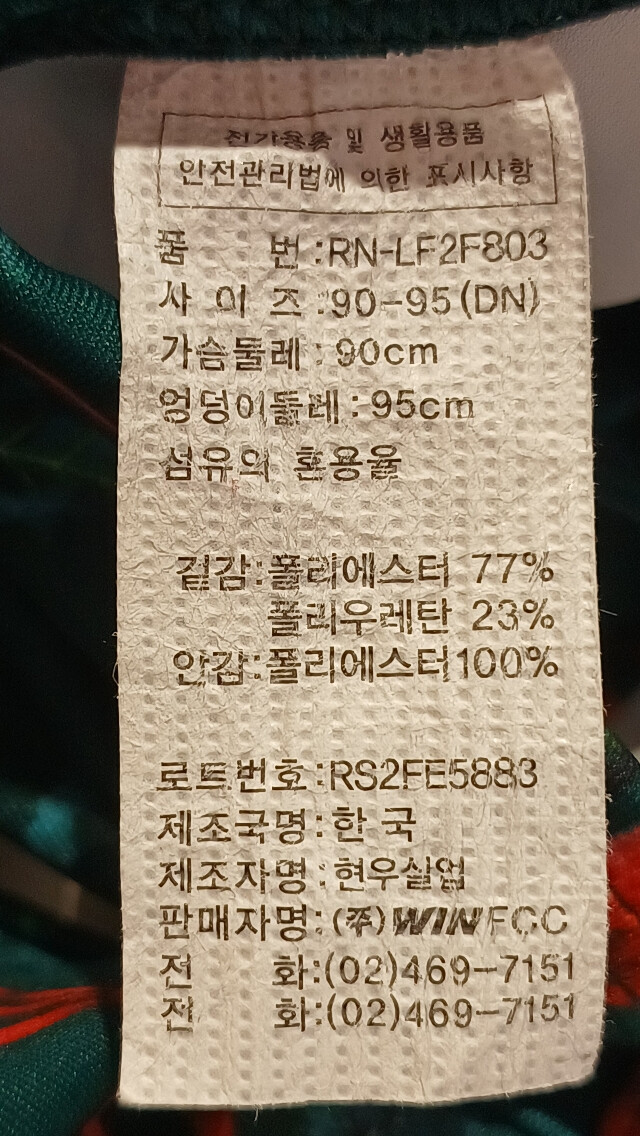 전기용품 및 생활용품
안전관리법에 의한 표시사항
품 번:RN-LF2F803
사 이 즈:90-95(DN)
가슴둘레:90cm
엉덩이둘레:95cm
섬유의 혼용율
겉감:폴리에스터 77%
폴리우레탄 23%
안감:폴리에스터100%
로트번호:RS2FE5883
제조국명:한 국
제조자명:현우실업
판매자명:(주)WINFCC
전 화:(02)469-7151
전 화:(02)469-7151